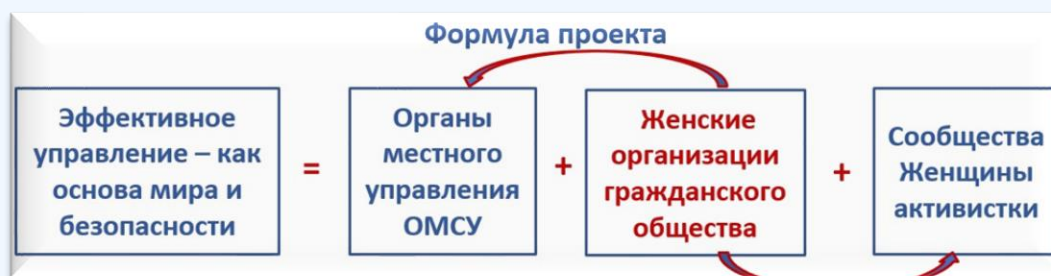 Формула проекта
Эффективное
управление – как
основа мира и
безопасности
=
Органы
местного
управления
ОМСУ
+
Женские
организации
гражданского
общества
+
Сообщества
Женщины
активистки